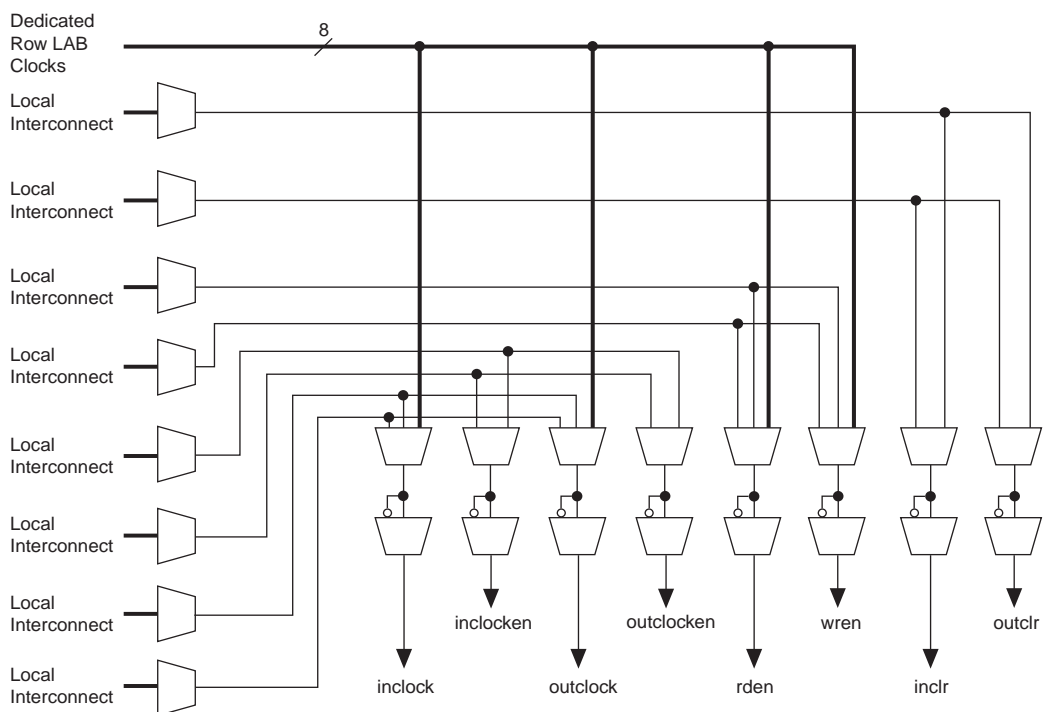 Dedicated
Row LAB
Clocks
8
Local
Interconnect
Local
Interconnect
Local
Interconnect
Local
Interconnect
Local
Interconnect
Local
Interconnect
Local
Interconnect
Local
Interconnect
inclocken
outclocken
wren
outclr
inclock
outclock
rden
inclr